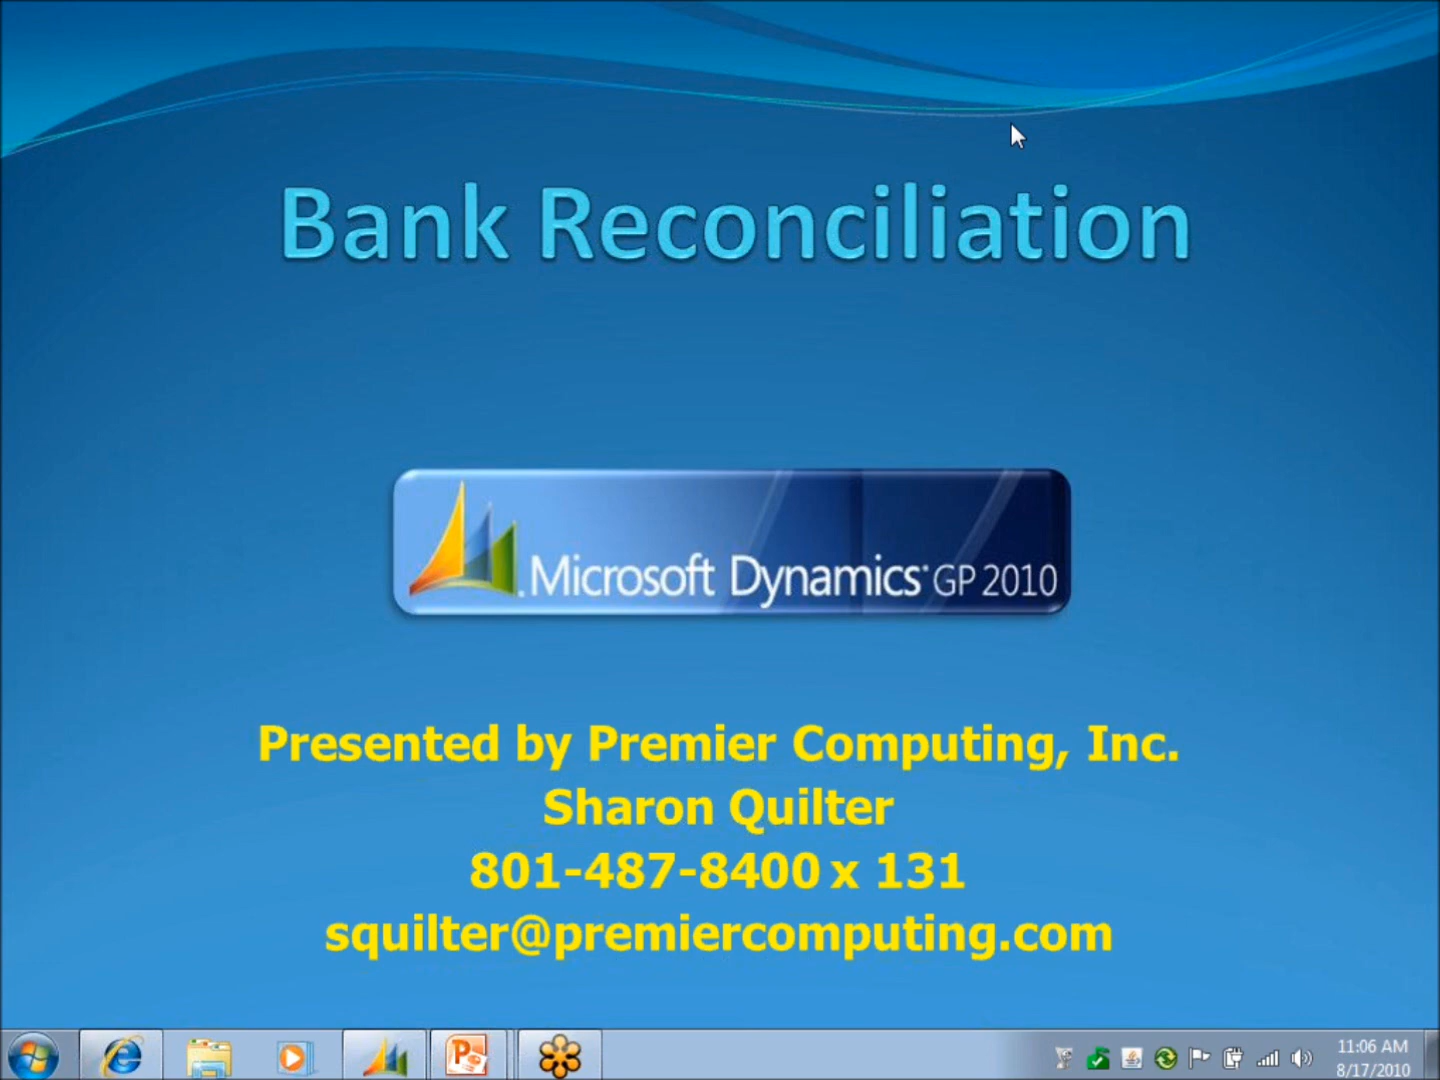 Bank Reconciliation
Microsoft Dynamics GP 2010
Presented by Premier Computing, Inc.
Sharon Quilter
801-487-8400 x 131
squilter@premiercomputing.com
11:06 AM
8/17/2010